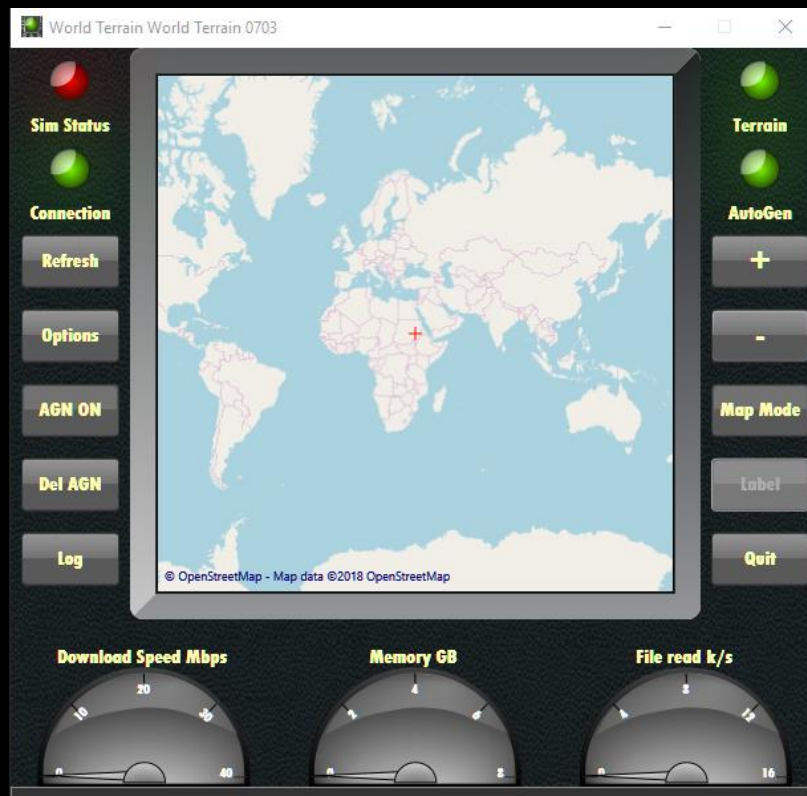 World Terrain World Terrain 0703
Sim Status
Terrain
Connection
AutoGen
Refresh
+
Options
-
AGN ON
Map Mode
Del AGN
Label
Log
Quit
© OpenStreetMap - Map data ©2018 OpenStreetMap
Download Speed Mbps
Memory GB
File read k/s
0 10 20 30 40
0 2 4 6 8
0 4 8 12 16